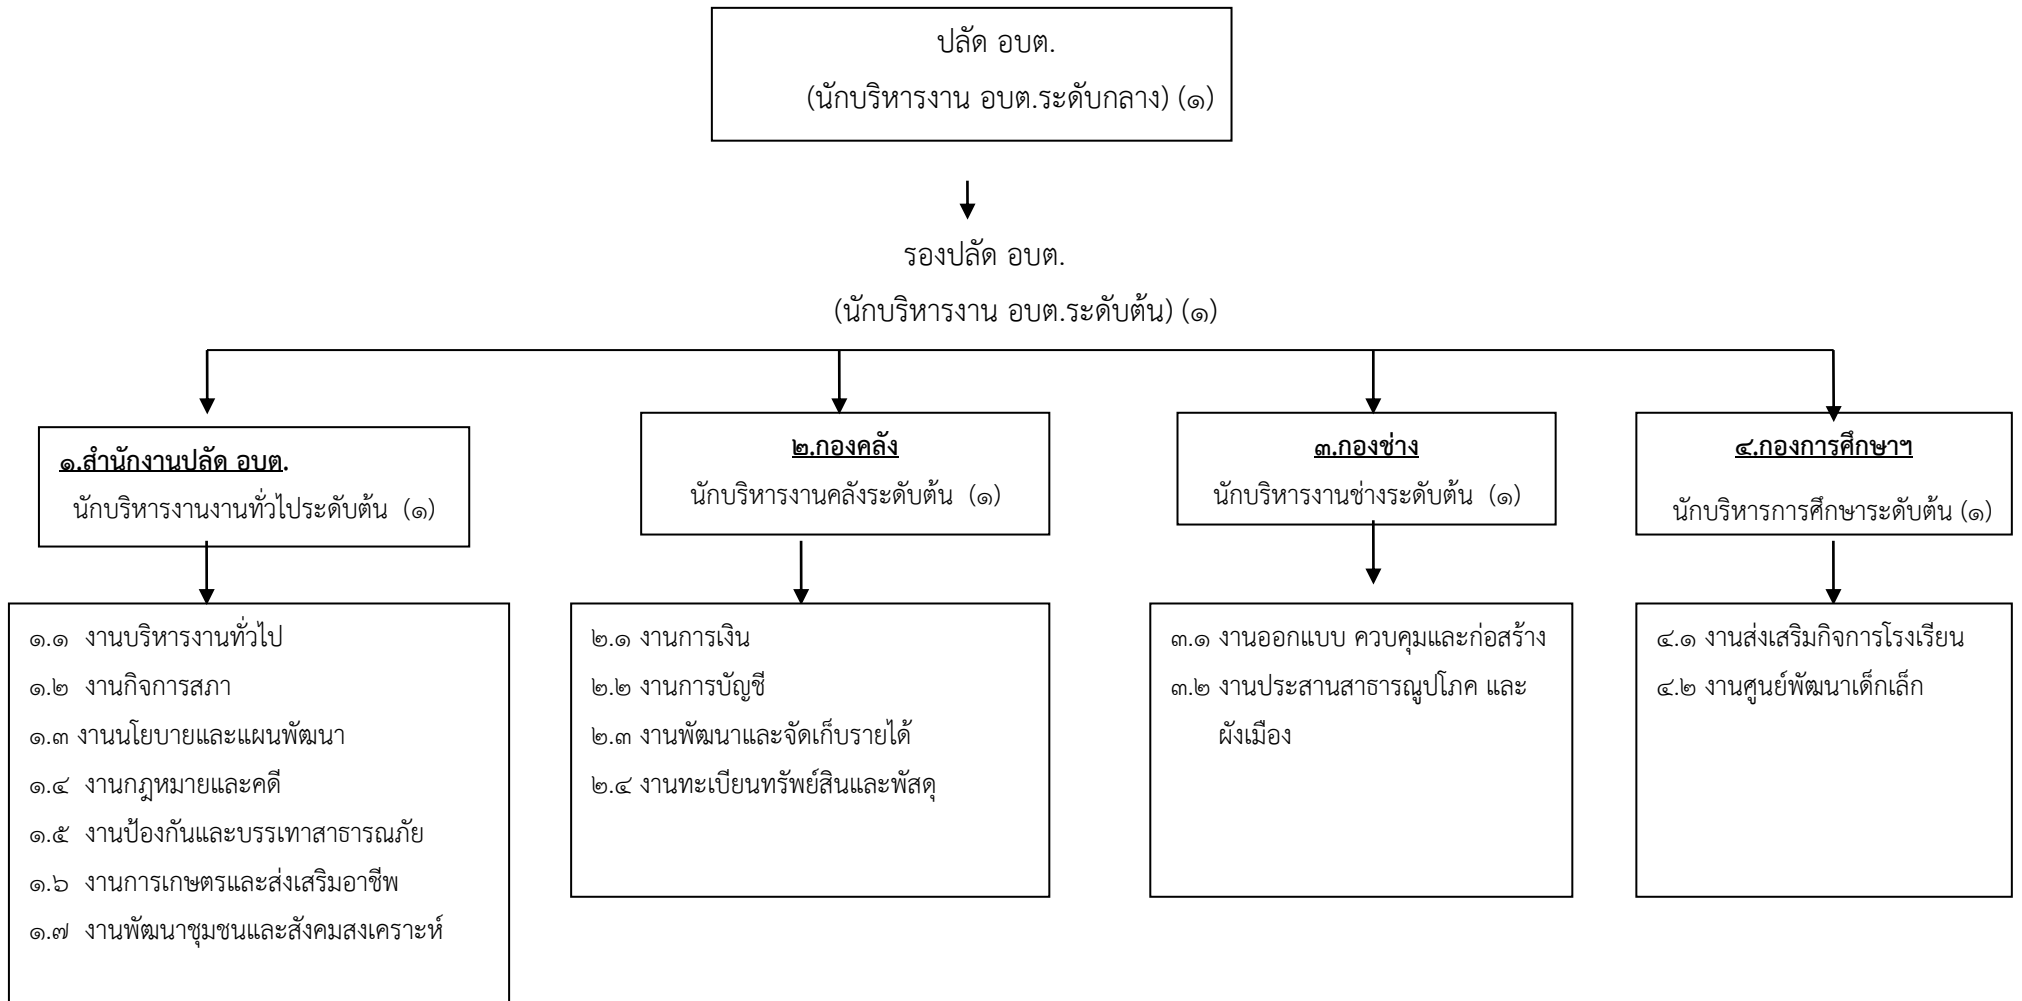 ปลัด อบต.
(นักบริหารงาน อบต.ระดับกลาง) (๑)
รองปลัด อบต.
(นักบริหารงาน อบต.ระดับต้น) (๑)
๑.สำนักงานปลัด อบต.
นักบริหารงานงานทั่วไประดับต้น (๑)
๒.กองคลัง
นักบริหารงานคลังระดับต้น (๑)
๓.กองช่าง
นักบริหารงานช่างระดับต้น (๑)
๔.กองการศึกษาฯ
นักบริหารการศึกษาระดับต้น (๑)
๑.๑ งานบริหารงานทั่วไป
๑.๒ งานกิจการสภา
๑.๓ งานนโยบายและแผนพัฒนา
๑.๔ งานกฎหมายและคดี
๑.๕ งานป้องกันและบรรเทาสาธารณภัย
๑.๖ งานการเกษตรและส่งเสริมอาชีพ
๑.๗ งานพัฒนาชุมชนและสังคมสงเคราะห์
๒.๑ งานการเงิน
๒.๒ งานการบัญชี
๒.๓ งานพัฒนาและจัดเก็บรายได้
๒.๔ งานทะเบียนทรัพย์สินและพัสดุ
๓.๑ งานออกแบบ ควบคุมและก่อสร้าง
๓.๒ งานประสานสาธารณูปโภค และ
ผังเมือง
๔.๑ งานส่งเสริมกิจการโรงเรียน
๔.๒ งานศูนย์พัฒนาเด็กเล็ก